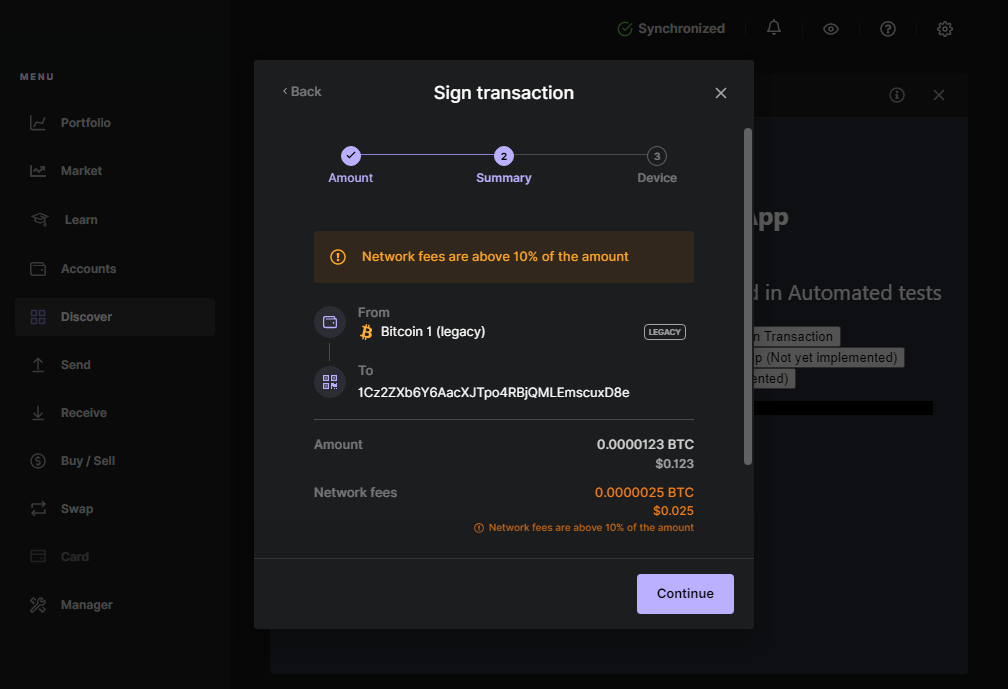 Synchronized
MENU
Portfolio
Market
Learn
Accounts
Discover
Send
Receive
Buy / Sell
Swap
Card
Manager
Back
Sign transaction
2
3
Amount
Summary
Device
Network fees are above 10% of the amount
From
Bitcoin 1 (legacy)
LEGACY
To
1Cz2ZXb6Y6AacXJTpo4RBjQMLEmscuxD8e
Amount
0.0000123 BTC
$0.123
Network fees
0.0000025 BTC
$0.025
Network fees are above 10% of the amount
Continue
in Automated tests
Transaction
(Not yet implemented)